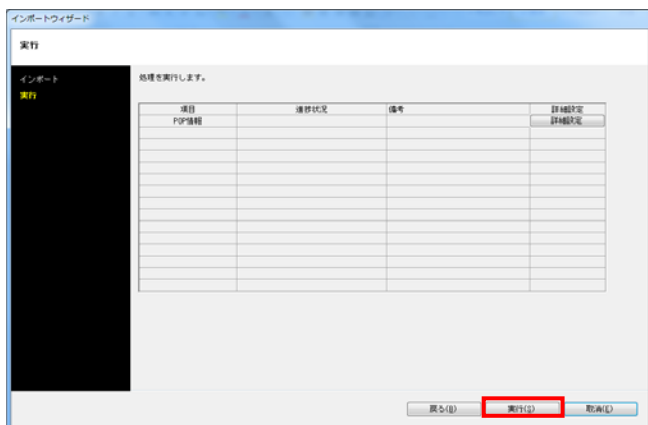 インポートウィザード
実行
インポート
実行
処理を実行します。
項目 進捗状況 備考 詳細設定
POP情報 詳細設定
戻る(B) 実行(S) 取消(E)